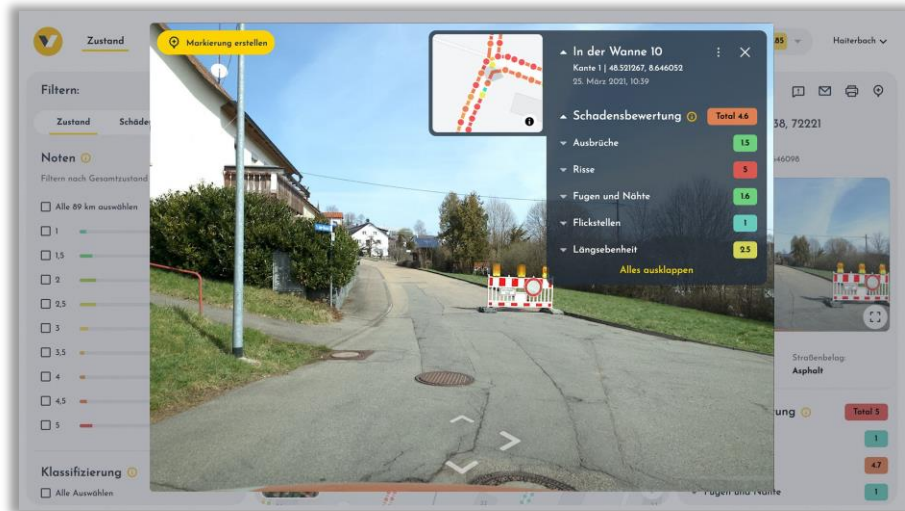 Zustand
Markierung erstellen
85
Haiterbach
Filtern:
Zustand
Noten
Filtern nach Gesamtzustand
Alle 89 km auswählen
1
1,5
2
2,5
3
3,5
4
4,5
5
Klassifizierung
Alle Auswählen
In der Wanne 10
Kante 1 | 48.521267, 8.646052
25. März 2021, 10:39
Schadensbewertung
Total 4.6
Ausbrüche
1.5
Risse
5
Fugen und Nähte
1.6
Flickstellen
1
Längsebenheit
2.5
Alles ausklappen
38, 72221
46098
Straßenbelag:
Asphalt
Total 5
1
4.7
Fugen und Nähte
1